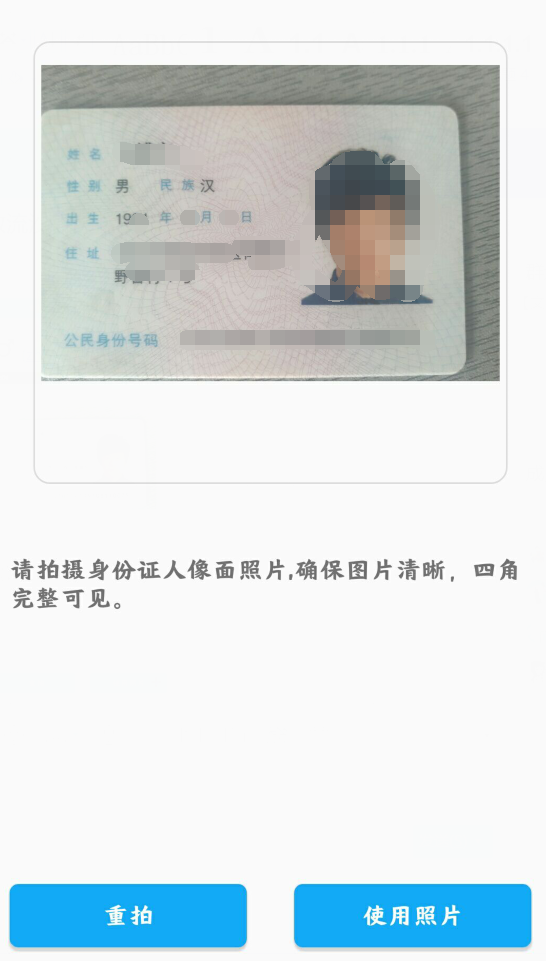 姓名
性别 男 民族 汉
出生 19 年 月 日
住址
野
公民身份号码
请拍摄身份证人像面照片,确保图片清晰，四角
完整可见。
重拍 使用照片